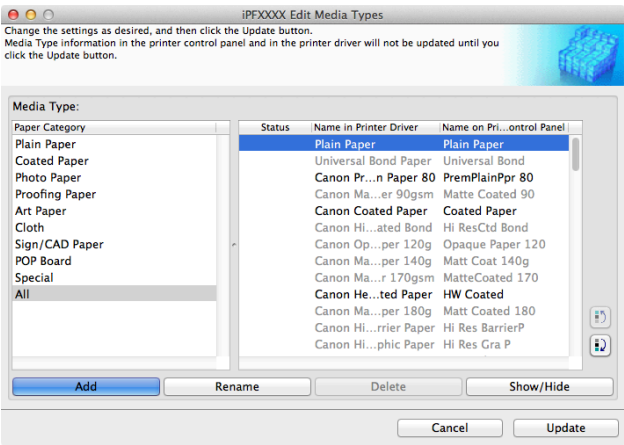 iPFXXXX Edit Media Types
Change the settings as desired, and then click the Update button.
Media Type information in the printer control panel and in the printer driver will not be updated until you
click the Update button.
Media Type:
Paper Category
Plain Paper
Coated Paper
Photo Paper
Proofing Paper
Art Paper
Cloth
Sign/CAD Paper
POP Board
Special
All
Status Name in Printer Driver Name on Pri...ontrol Panel
Plain Paper Plain Paper
Universal Bond Paper Universal Bond
Canon Pr...n Paper 80 PremPlainPpr 80
Canon Ma...er 90gsm Matte Coated 90
Canon Coated Paper Coated Paper
Canon Hi...ated Bond Hi ResCtd Bond
Canon Op...per 120g Opaque Paper 120
Canon Ma...per 140g Matt Coat 140g
Canon Ma...r 170gsm MatteCoated 170
Canon He...ted Paper HW Coated
Canon Ma...per 180g Matt Coated 180
Canon Hi...rrier Paper Hi Res BarrierP
Canon Hi...phic Paper Hi Res Gra P
Add Rename Delete Show/Hide
Cancel Update